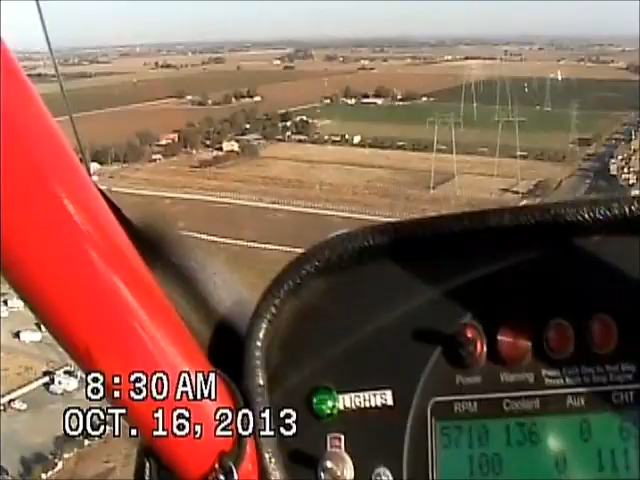 LIGHTS
Power Warning
RPM Coolant Aux CHT
5710 136 0
100 0 111
8:30 AM
OCT. 16, 2013